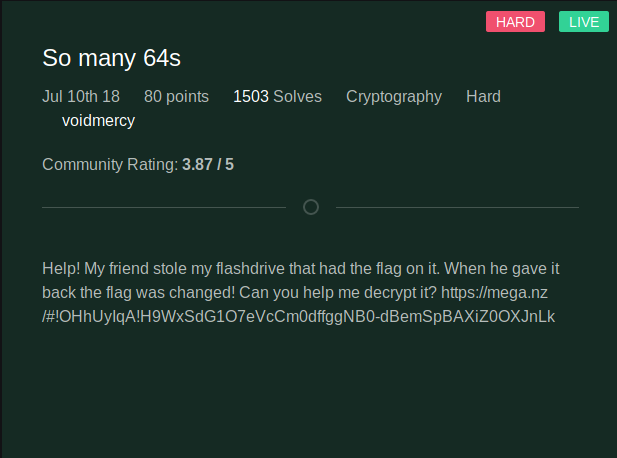 HARD LIVE
So many 64s
Jul 10th 18 80 points 1503 Solves Cryptography Hard
voidmercy
Community Rating: 3.87 / 5
Help! My friend stole my flashdrive that had the flag on it. When he gave it
back the flag was changed! Can you help me decrypt it? https://mega.nz
/#!OHhUyIqA!H9WxSdG1O7eVcCm0dffggNB0-dBemSpBAXiZ0OXJnLk